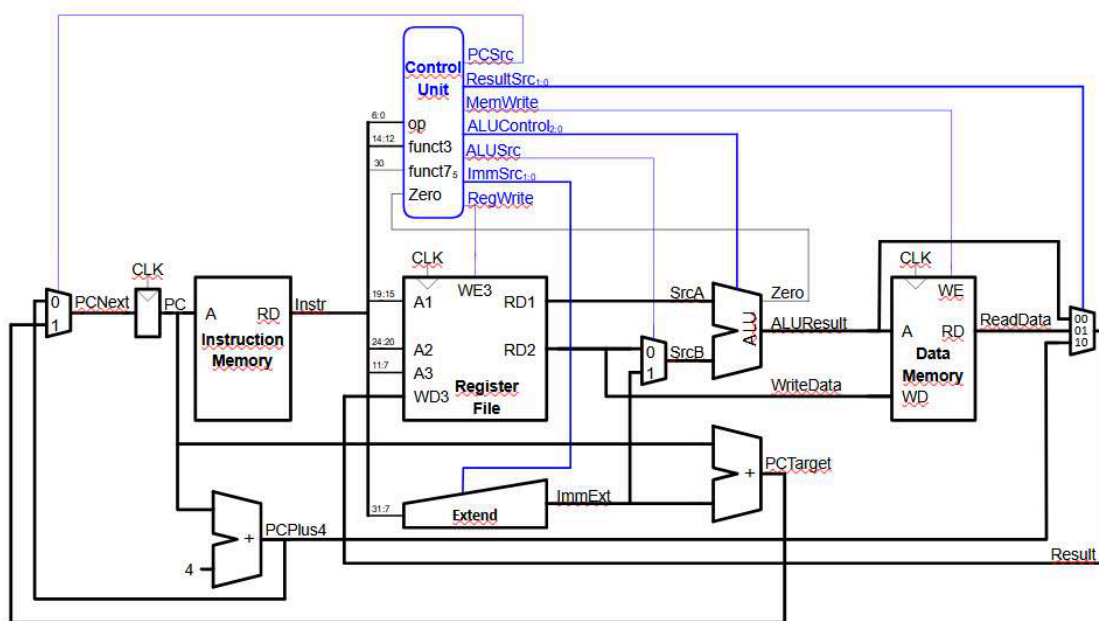 PCSrc
Control
Unit
ResultSrc1:0
MemWrite
6:0
op
ALUControl2:0
14:12
funct3
ALUSrc
30
funct75
ImmSrc1:0
Zero
RegWrite
CLK
CLK
CLK
0
1
PCNext
PC
A
RD
Instr
Instruction
Memory
19:15
A1
WE3
RD1
SrcA
Zero
WE
00
01
10
24:20
A2
RD2
0
1
SrcB
ALU
ALUResult
A
RD
ReadData
11:7
A3
WD3
Register
File
Data
Memory
WriteData
WD
+
PCTarget
31:7
Extend
ImmExt
+
PCPlus4
4
Result